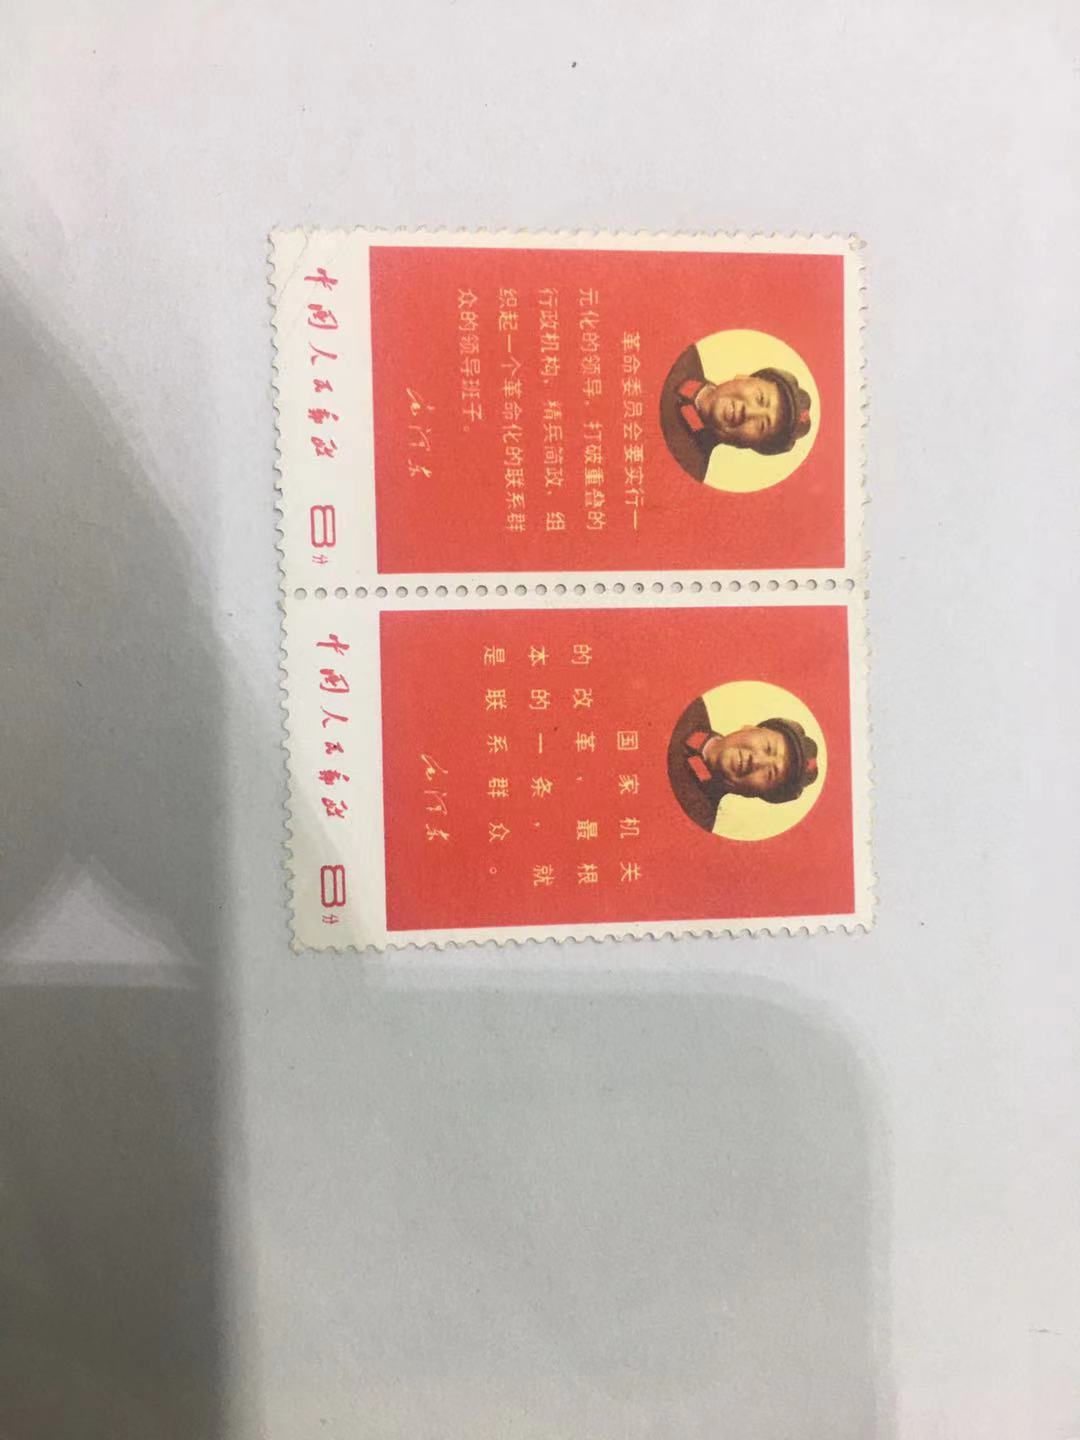 革命委员会要实行一
元化的领导，打破重叠的
行政机构，精兵简政，组
织起一个革命化的联系群
众的领导班子。
毛泽东
中国人民邮政 8分
国家机关
的改革，最根
本的一条，就
是联系群众。
毛泽东
中国人民邮政 8分